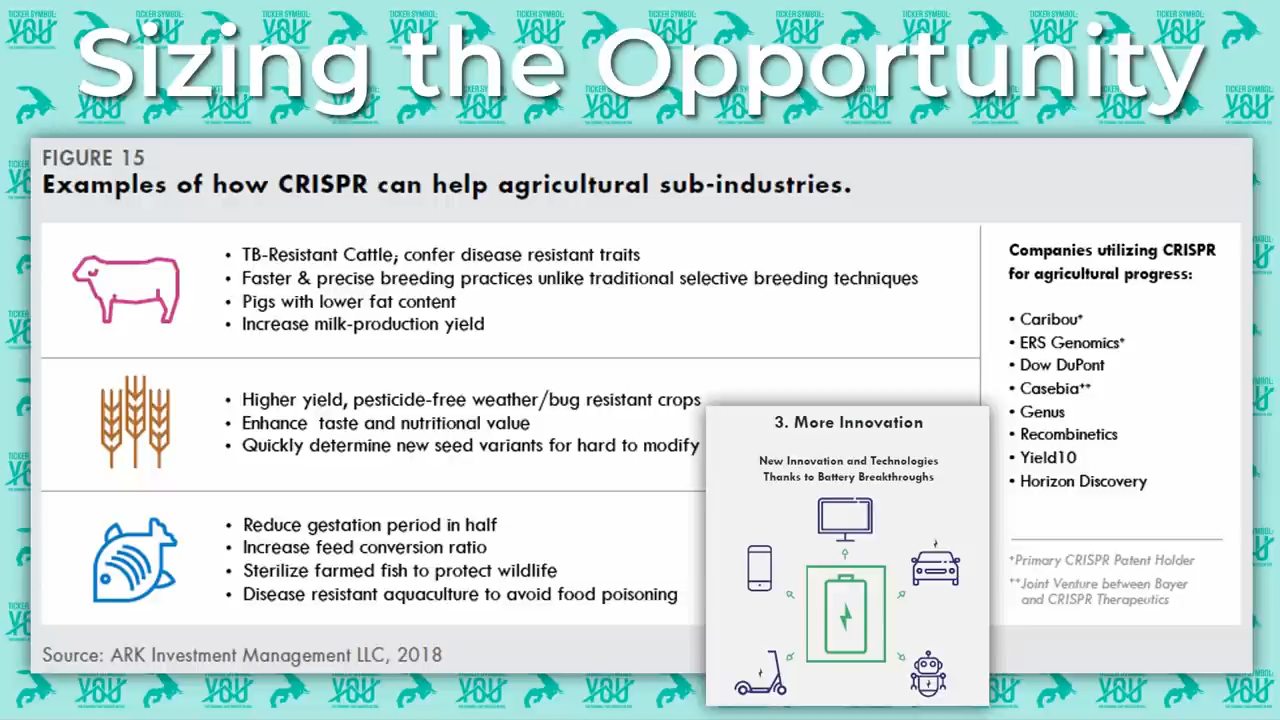 Sizing the Opportunity
FIGURE 15
Examples of how CRISPR can help agricultural sub-industries.
• TB-Resistant Cattle; confer disease resistant traits
• Faster & precise breeding practices unlike traditional selective breeding techniques
• Pigs with lower fat content
• Increase milk-production yield
• Higher yield, pesticide-free weather/bug resistant crops
• Enhance taste and nutritional value
• Quickly determine new seed variants for hard to modify
• Reduce gestation period in half
• Increase feed conversion ratio
• Sterilize farmed fish to protect wildlife
• Disease resistant aquaculture to avoid food poisoning
Companies utilizing CRISPR
for agricultural progress:
• Caribou*
• ERS Genomics*
• Dow DuPont
• Casebia**
• Genus
• Recombinetics
• Yield10
• Horizon Discovery
*Primary CRISPR Patent Holder
**Joint Venture between Bayer
and CRISPR Therapeutics
3. More Innovation
New Innovation and Technologies
Thanks to Battery Breakthroughs
Source: ARK Investment Management LLC, 2018
TICKER SYMBOL:
YOU